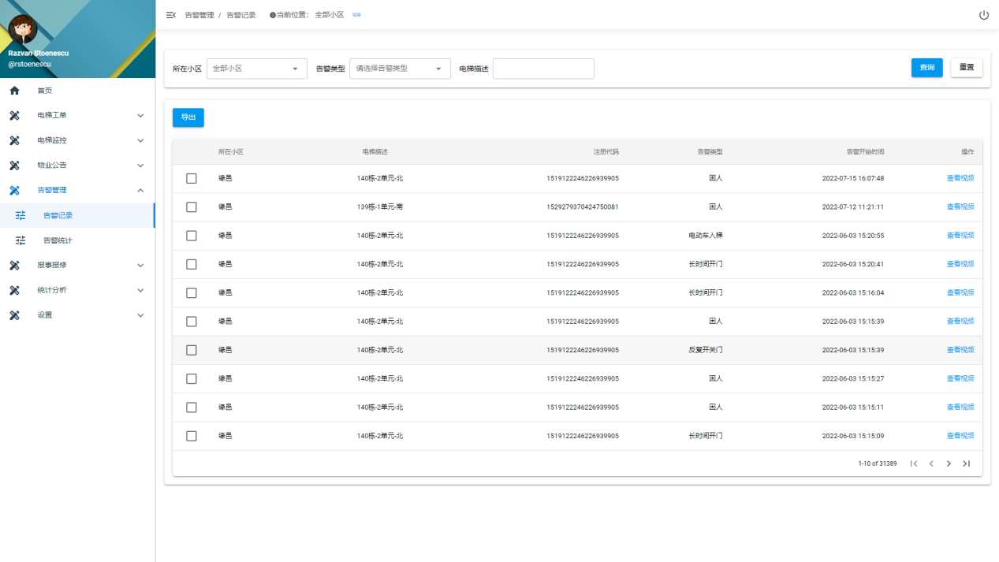 告警管理 / 告警记录 当前位置: 全部小区 切换
Razvan Stoenescu
@rstoenescu
首页
电梯工单
电梯监控
物业公告
告警管理
告警记录
告警统计
报事报修
统计分析
设置
所在小区 全部小区 告警类型 请选择告警类型 电梯描述 查询 重置
导出
所在小区 电梯描述 注册代码 告警类型 告警开始时间 操作
缘邑 140栋-2单元-北 1519122246226939905 困人 2022-07-15 16:07:48 查看视频
缘邑 139栋-1单元-南 1529279370424750081 困人 2022-07-12 11:21:11 查看视频
缘邑 140栋-2单元-北 1519122246226939905 电动车入梯 2022-06-03 15:20:55 查看视频
缘邑 140栋-2单元-北 1519122246226939905 长时间开门 2022-06-03 15:20:41 查看视频
缘邑 140栋-2单元-北 1519122246226939905 长时间开门 2022-06-03 15:16:04 查看视频
缘邑 140栋-2单元-北 1519122246226939905 困人 2022-06-03 15:15:39 查看视频
缘邑 140栋-2单元-北 1519122246226939905 反复开关门 2022-06-03 15:15:39 查看视频
缘邑 140栋-2单元-北 1519122246226939905 困人 2022-06-03 15:15:27 查看视频
缘邑 140栋-2单元-北 1519122246226939905 困人 2022-06-03 15:15:11 查看视频
缘邑 140栋-2单元-北 1519122246226939905 长时间开门 2022-06-03 15:15:09 查看视频
1-10 of 31389